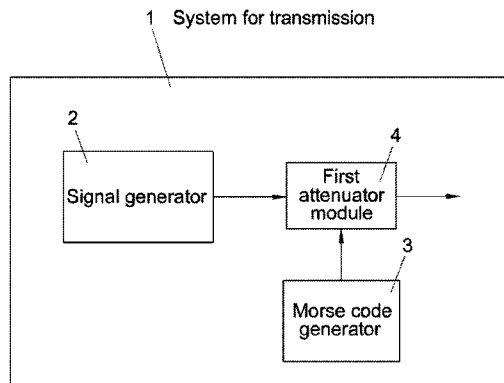 1 System for transmission
2
4
Signal generator
First
attenuator
module
3
Morse code
generator